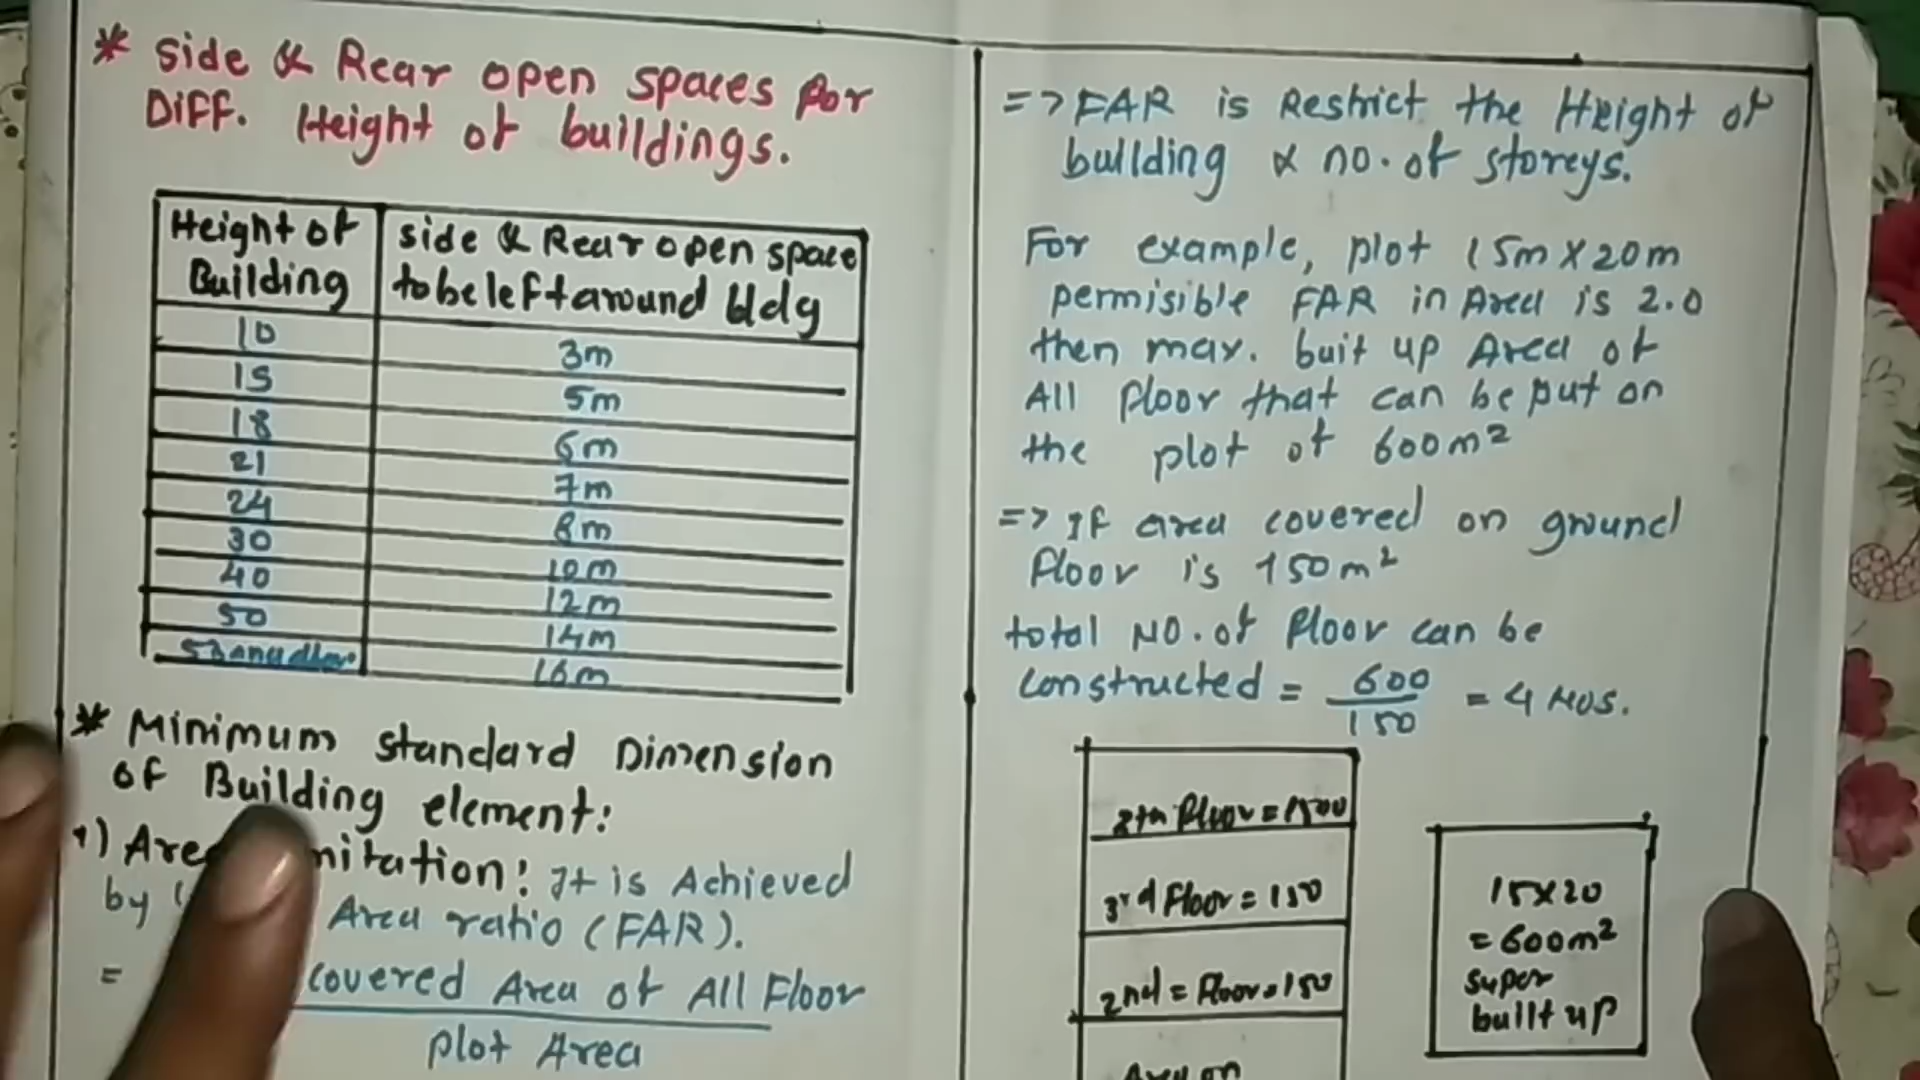 * Side & Rear open spaces for
Diff. Height of buildings.
Height of Building | side & Rear open space to be left around bldg
10 | 3m
15 | 5m
18 | 6m
21 | 7m
24 | 8m
30 | 10m
40 | 12m
50 | 14m
16m
* Minimum standard Dimension
of Building element:
1) Are nitation: It is Achieved
by Area ratio (FAR).
= covered Area of All Floor
plot Area
=> FAR is Restrict the Height of
building & no. of storeys.
For example, plot 15m X 20m
permisible FAR in Area is 2.0
then max. buit up Area of
All floor that can be put on
the plot of 600m²
=> If area covered on ground
floor is 150m²
total No. of floor can be
constructed = 600/150 = 4 Nos.
floor =
3rd Floor = 150
2nd = floor = 150
Area on
15x20
= 600m²
super
built up